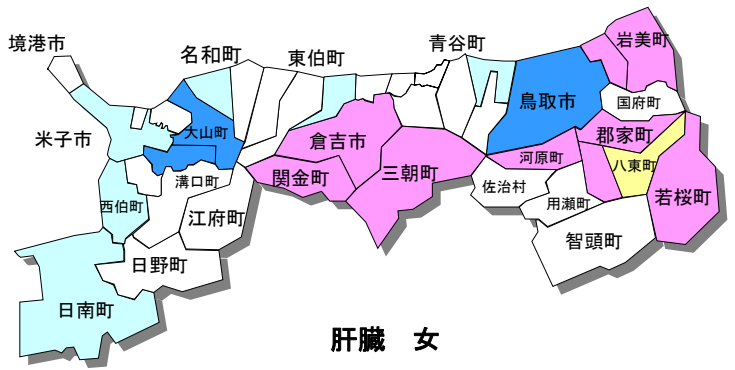 境港市
名和町
東伯町
青谷町
岩美町
米子市
大山町
鳥取市
国府町
倉吉市
郡家町
河原町
八東町
関金町
三朝町
溝口町
佐治村
若桜町
西伯町
江府町
用瀬町
智頭町
日野町
日南町
肝臓 女